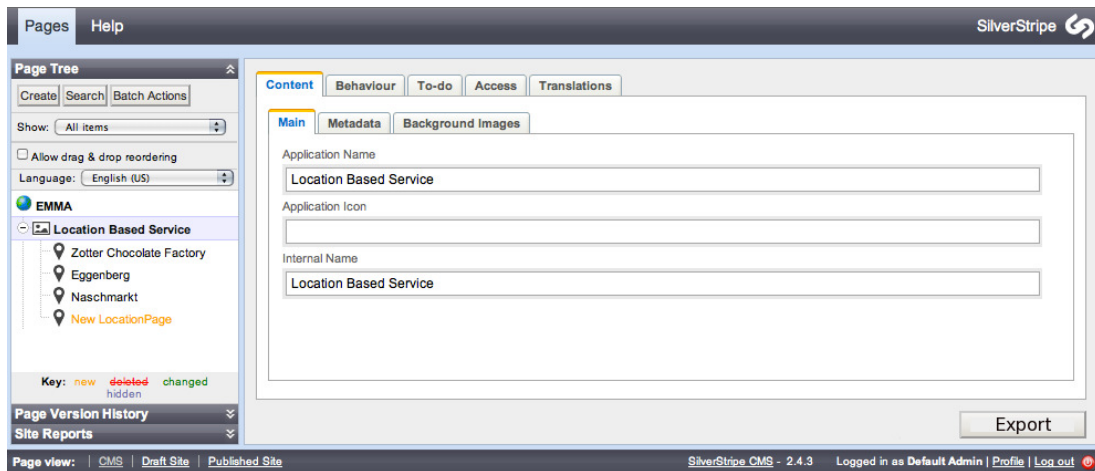 Pages Help SilverStripe
Page Tree
Create Search Batch Actions
Show: All items
Allow drag & drop reordering
Language: English (US)
EMMA
Location Based Service
Zotter Chocolate Factory
Eggenberg
Naschmarkt
New LocationPage
Key: new deleted changed
hidden
Page Version History
Site Reports
Content Behaviour To-do Access Translations
Main Metadata Background Images
Application Name
Location Based Service
Application Icon
Internal Name
Location Based Service
Export
Page view: | CMS | Draft Site | Published Site SilverStripe CMS - 2.4.3 Logged in as Default Admin | Profile | Log out